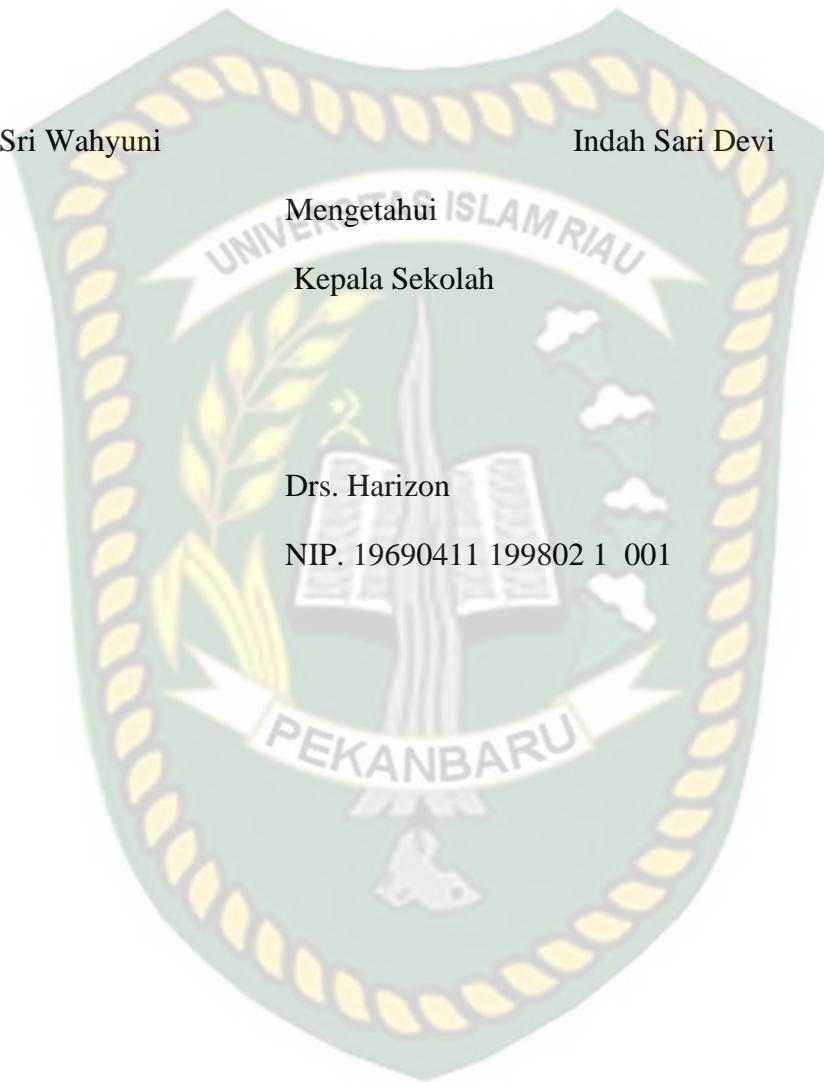 Sri Wahyuni Indah Sari Devi
Mengetahui
UNIVERSITAS ISLAM RIAU
Kepala Sekolah
Drs. Harizon
NIP. 19690411 199802 1 001
PEKANBARU